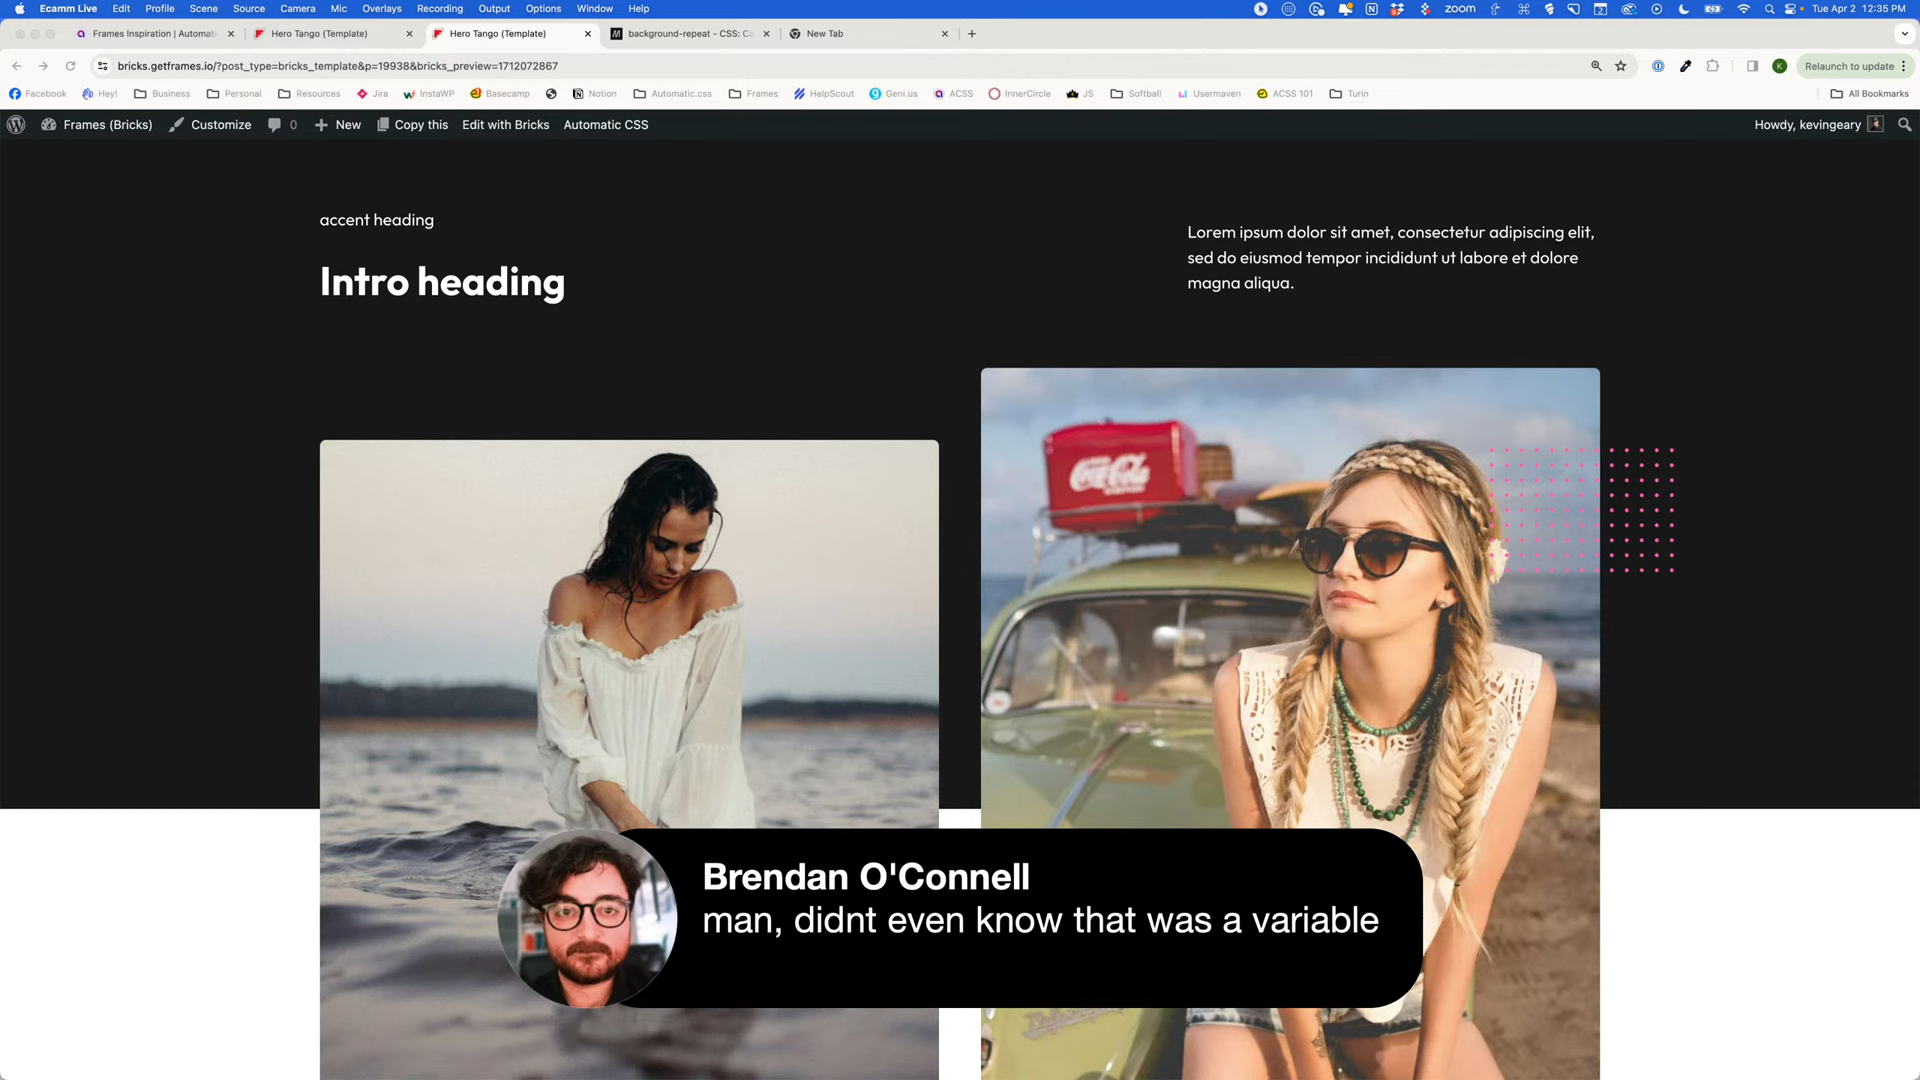 Ecamm Live Edit Profile Scene Source Camera Mic Overlays Recording Output Options Window Help zoom Tue Apr 2 12:35 PM
Frames Inspiration | Automati Hero Tango (Template) Hero Tango (Template) background-repeat - CSS: Ca New Tab
bricks.getframes.io/?post_type=bricks_template&p=19938&bricks_preview=1712072867 K Relaunch to update
Facebook Hey! Business Personal Resources Jira InstaWP Basecamp Notion Automatic.css Frames HelpScout Geni.us ACSS InnerCircle JS Softball Usermaven ACSS 101 Turin All Bookmarks
Frames (Bricks) Customize 0 New Copy this Edit with Bricks Automatic CSS Howdy, kevingeary
accent heading
Intro heading
Lorem ipsum dolor sit amet, consectetur adipiscing elit,
sed do eiusmod tempor incididunt ut labore et dolore
magna aliqua.
Coca-Cola
Brendan O'Connell
man, didnt even know that was a variable